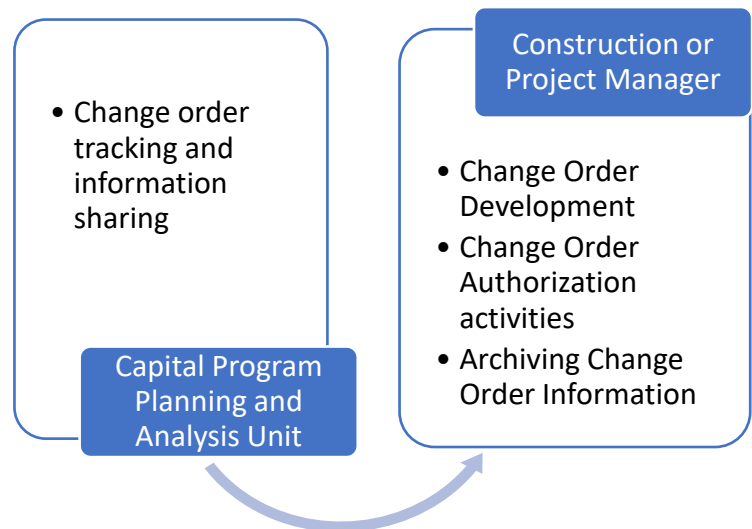 • Change order
tracking and
information
sharing
Capital Program
Planning and
Analysis Unit
Construction or
Project Manager
• Change Order
Development
• Change Order
Authorization
activities
• Archiving Change
Order Information